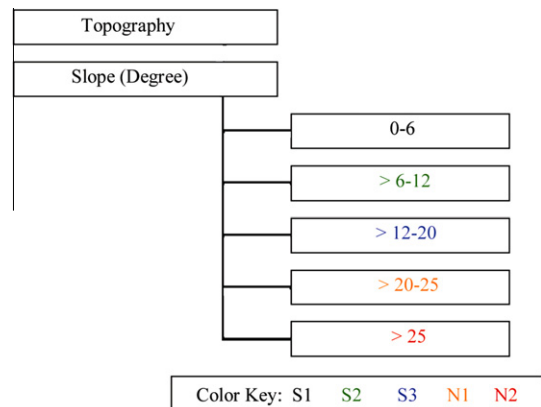 Topography
Slope (Degree)
0-6
> 6-12
> 12-20
> 20-25
> 25
Color Key: S1 S2 S3 N1 N2